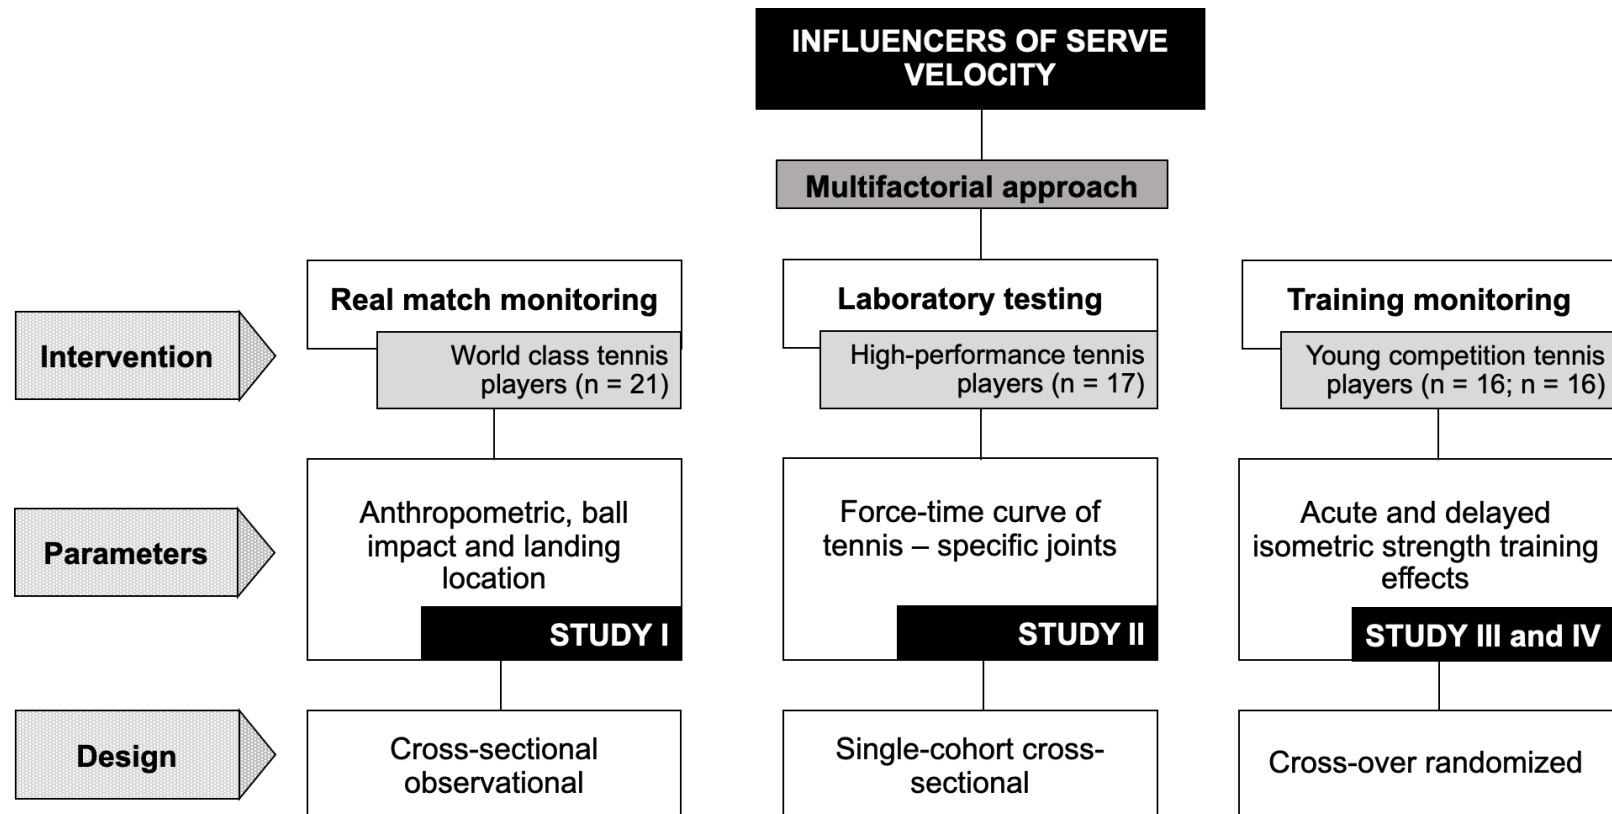 INFLUENCERS OF SERVE
VELOCITY
Multifactorial approach
Intervention
Real match monitoring
World class tennis
players (n = 21)
Laboratory testing
High-performance tennis
players (n = 17)
Training monitoring
Young competition tennis
players (n = 16; n = 16)
Parameters
Anthropometric, ball
impact and landing
location
STUDY I
Force-time curve of
tennis – specific joints
STUDY II
Acute and delayed
isometric strength training
effects
STUDY III and IV
Design
Cross-sectional
observational
Single-cohort cross-
sectional
Cross-over randomized